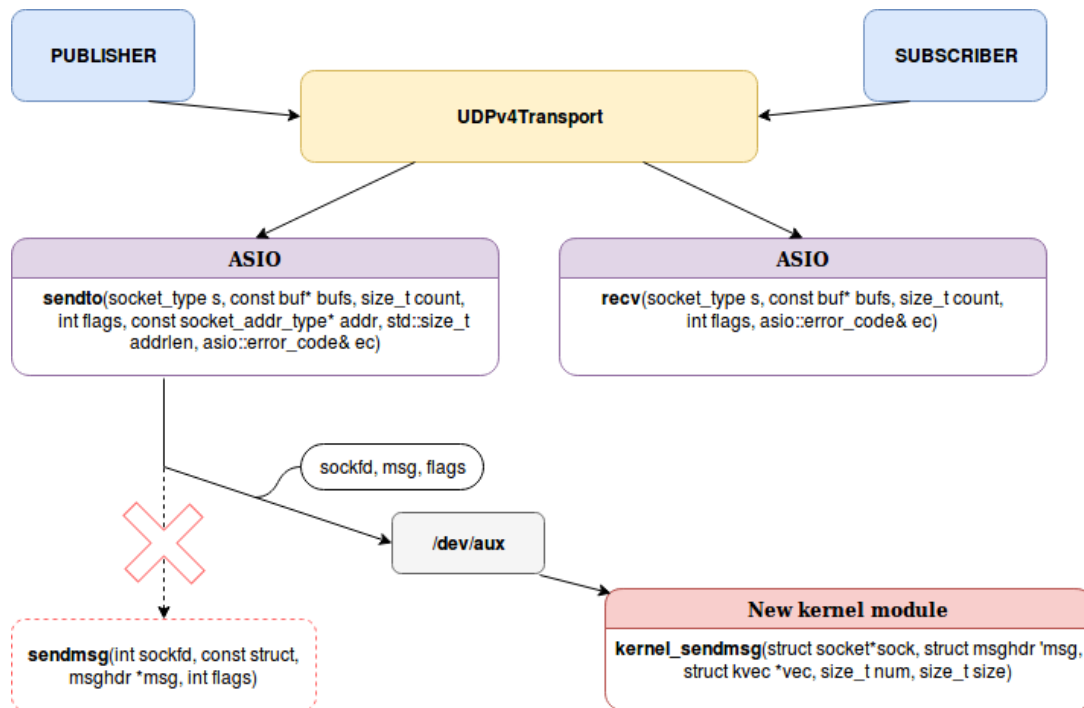 PUBLISHER
SUBSCRIBER
UDPv4Transport
ASIO
sendto(socket_type s, const buf* bufs, size_t count,
int flags, const socket_addr_type* addr, std::size_t
addrlen, asio::error_code& ec)
ASIO
recv(socket_type s, const buf* bufs, size_t count,
int flags, asio::error_code& ec)
sockfd, msg, flags
/dev/aux
sendmsg(int sockfd, const struct,
msghdr *msg, int flags)
New kernel module
kernel_sendmsg(struct socket*sock, struct msghdr 'msg,
struct kvec *vec, size_t num, size_t size)